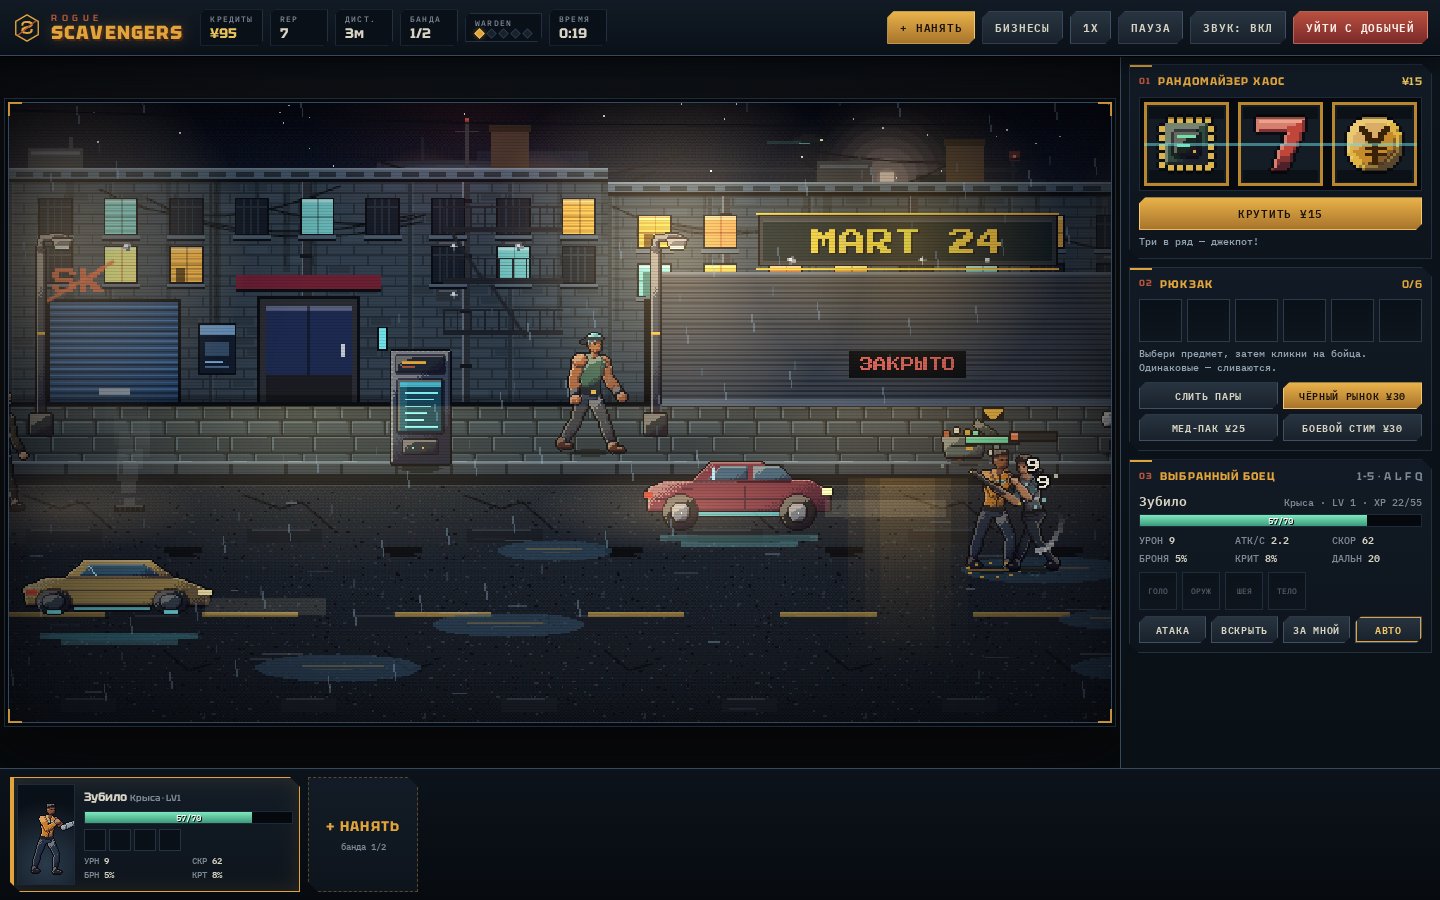 ROGUE
SCAVENGERS
КРЕДИТЫ
¥95
REP
7
ДИСТ.
3м
БАНДА
1/2
WARDEN
ВРЕМЯ
0:19
+ НАНЯТЬ
БИЗНЕСЫ
1X
ПАУЗА
ЗВУК: ВКЛ
УЙТИ С ДОБЫЧЕЙ
SK
MART 24
ЗАКРЫТО
9
9
01 РАНДОМАЙЗЕР ХАОС ¥15
7
¥
КРУТИТЬ ¥15
Три в ряд — джекпот!
02 РЮКЗАК 0/6
Выбери предмет, затем кликни на бойца.
Одинаковые — сливаются.
СЛИТЬ ПАРЫ
ЧЁРНЫЙ РЫНОК ¥30
МЕД-ПАК ¥25
БОЕВОЙ СТИМ ¥30
03 ВЫБРАННЫЙ БОЕЦ 1-5 · A L F Q
Зубило Крыса · LV 1 · XP 22/55
57/70
УРОН 9 АТК/С 2.2 СКОР 62
БРОНЯ 5% КРИТ 8% ДАЛЬН 20
ГОЛО ОРУЖ ШЕЯ ТЕЛО
АТАКА ВСКРЫТЬ ЗА МНОЙ АВТО
Зубило Крыса · LV1
57/70
УРН 9 СКР 62
БРН 5% КРТ 8%
+ НАНЯТЬ
банда 1/2